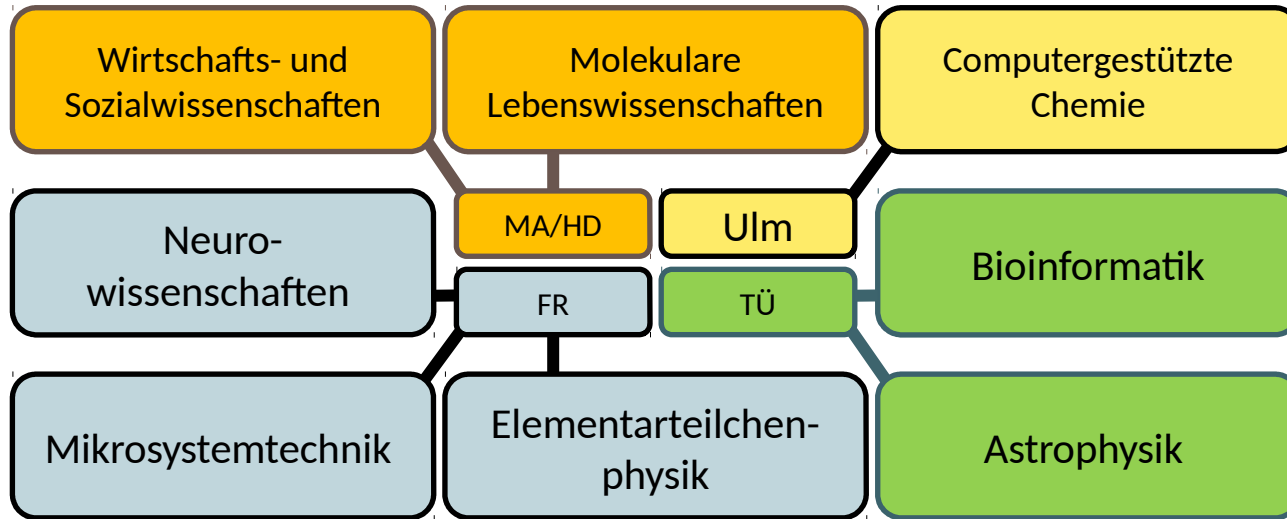 Wirtschafts- und
Sozialwissenschaften
Molekulare
Lebenswissenschaften
Computergestützte
Chemie
Neuro-
wissenschaften
MA/HD
Ulm
Bioinformatik
FR
TÜ
Mikrosystemtechnik
Elementarteilchen-
physik
Astrophysik